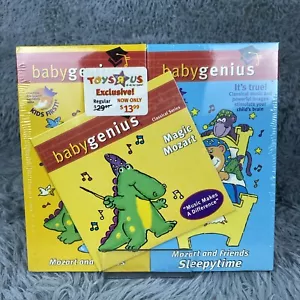 babygenius
TOYS R US
Exclusive!
Regular
NOW ONLY
$29
$13.99
KIDS FIRST!
babygenius
It's true!
babygenius
Classical Series
Magic
Mozart
"Music Makes
A Difference"
Mozart and
Mozart and Friends
Sleepytime